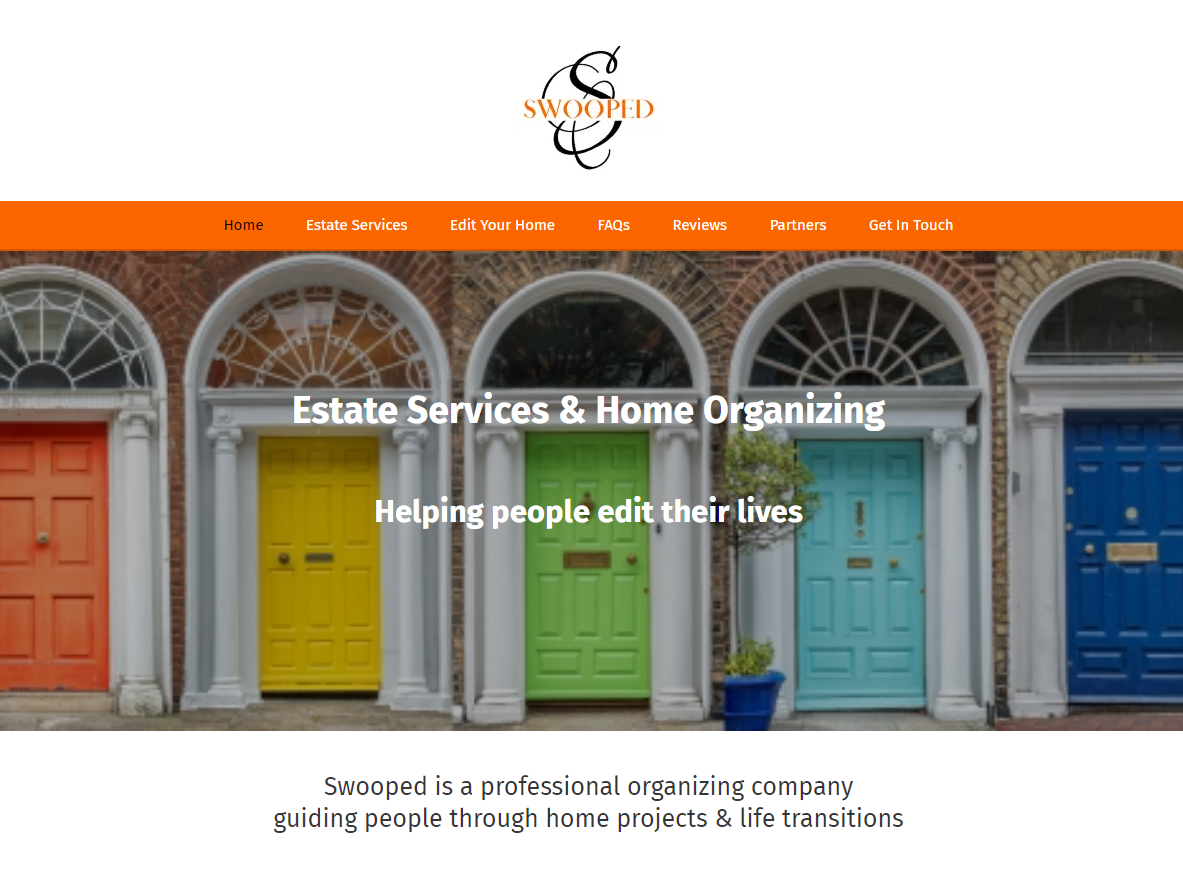 SWOOPED
Home Estate Services Edit Your Home FAQs Reviews Partners Get In Touch
Estate Services & Home Organizing
Helping people edit their lives
Swooped is a professional organizing company
guiding people through home projects & life transitions